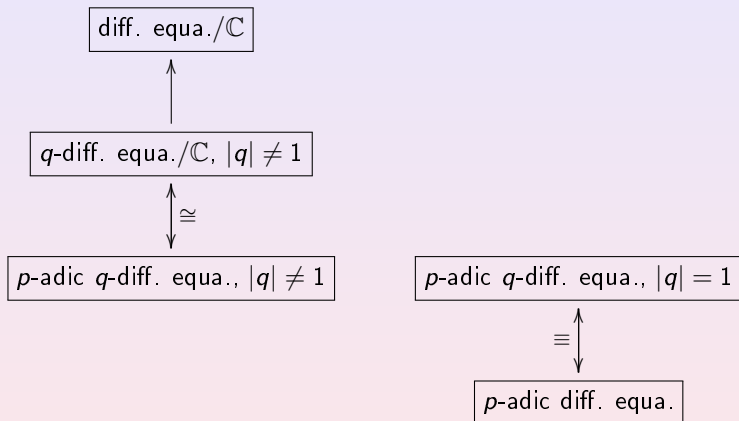 diff. equa./ℂ
q-diff. equa./ℂ, |q| ≠ 1
≅
p-adic q-diff. equa., |q| ≠ 1
p-adic q-diff. equa., |q| = 1
≡
p-adic diff. equa.